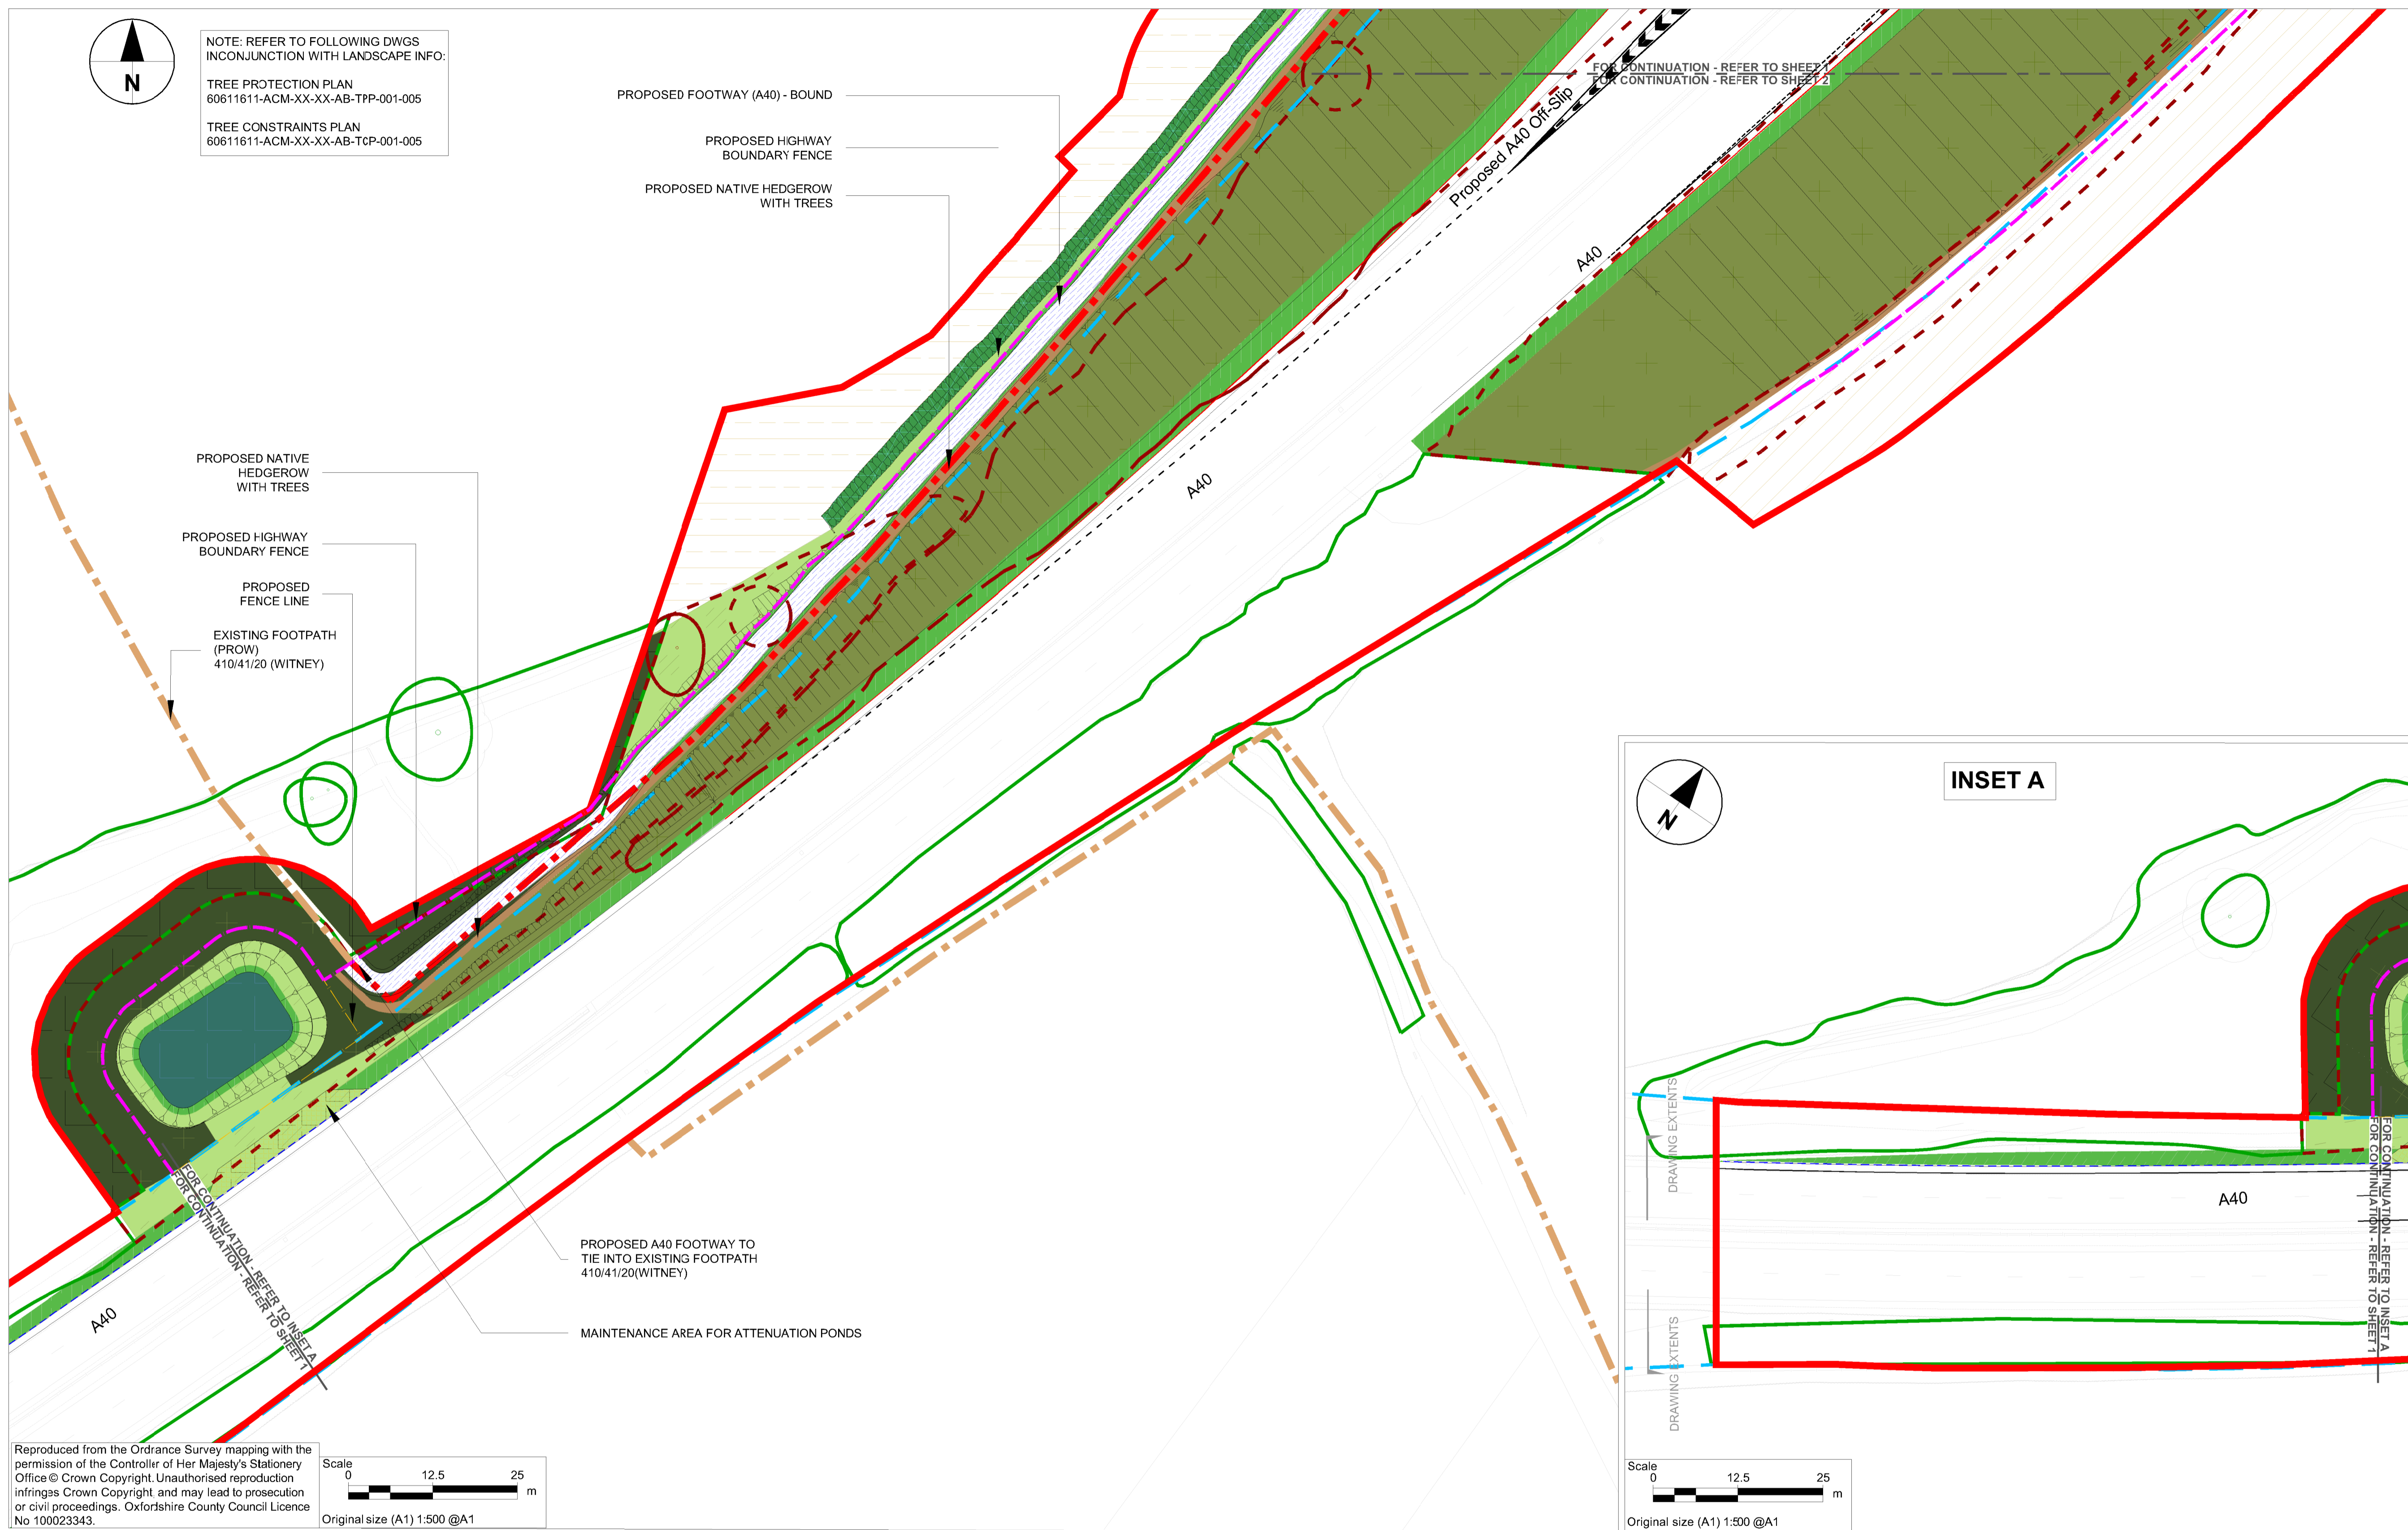 N
NOTE: REFER TO FOLLOWING DWGS
INCONJUNCTION WITH LANDSCAPE INFO:
TREE PROTECTION PLAN
60611611-ACM-XX-XX-AB-TPP-001-005
TREE CONSTRAINTS PLAN
60611611-ACM-XX-XX-AB-TCP-001-005
PROPOSED FOOTWAY (A40) - BOUND
PROPOSED HIGHWAY
BOUNDARY FENCE
PROPOSED NATIVE HEDGEROW
WITH TREES
FOR CONTINUATION - REFER TO SHEET 1
FOR CONTINUATION - REFER TO SHEET 2
Proposed A40 Off-Slip
A40
A40
PROPOSED NATIVE
HEDGEROW
WITH TREES
PROPOSED HIGHWAY
BOUNDARY FENCE
PROPOSED
FENCE LINE
EXISTING FOOTPATH
(PROW)
410/41/20 (WITNEY)
FOR CONTINUATION - REFER TO INSET A
FOR CONTINUATION - REFER TO SHEET 1
A40
PROPOSED A40 FOOTWAY TO
TIE INTO EXISTING FOOTPATH
410/41/20(WITNEY)
MAINTENANCE AREA FOR ATTENUATION PONDS
Reproduced from the Ordnance Survey mapping with the
permission of the Controller of Her Majesty's Stationery
Office © Crown Copyright. Unauthorised reproduction
infringes Crown Copyright and may lead to prosecution
or civil proceedings. Oxfordshire County Council Licence
No 100023343.
Scale
0 12.5 25
m
Original size (A1) 1:500 @A1
N
INSET A
DRAWING EXTENTS
DRAWING EXTENTS
A40
FOR CONTINUATION - REFER TO INSET A
FOR CONTINUATION - REFER TO SHEET 1
Scale
0 12.5 25
m
Original size (A1) 1:500 @A1